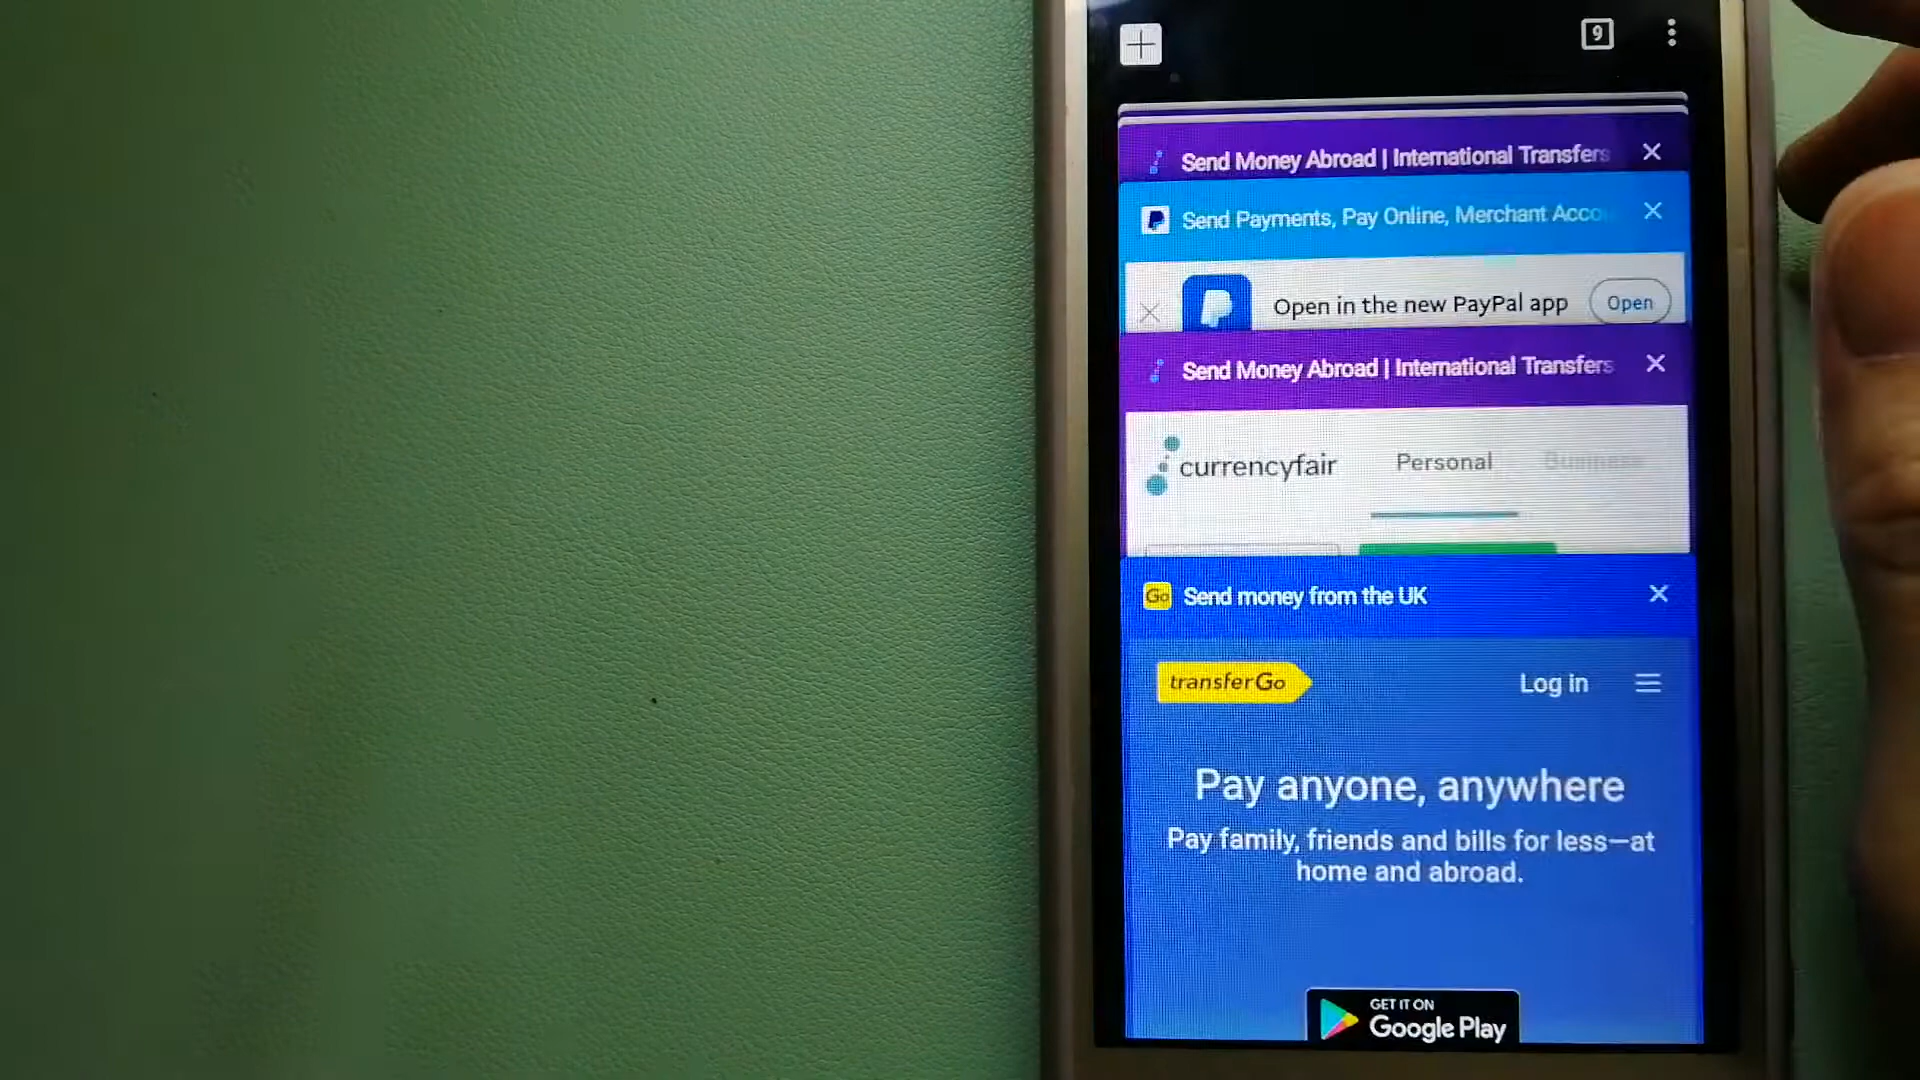 9
Send Money Abroad | International Transfers
Send Payments, Pay Online, Merchant Acco
Open in the new PayPal app Open
Send Money Abroad | International Transfers
currencyfair Personal Business
Go Send money from the UK
transferGo Log in
Pay anyone, anywhere
Pay family, friends and bills for less—at
home and abroad.
GET IT ON
Google Play